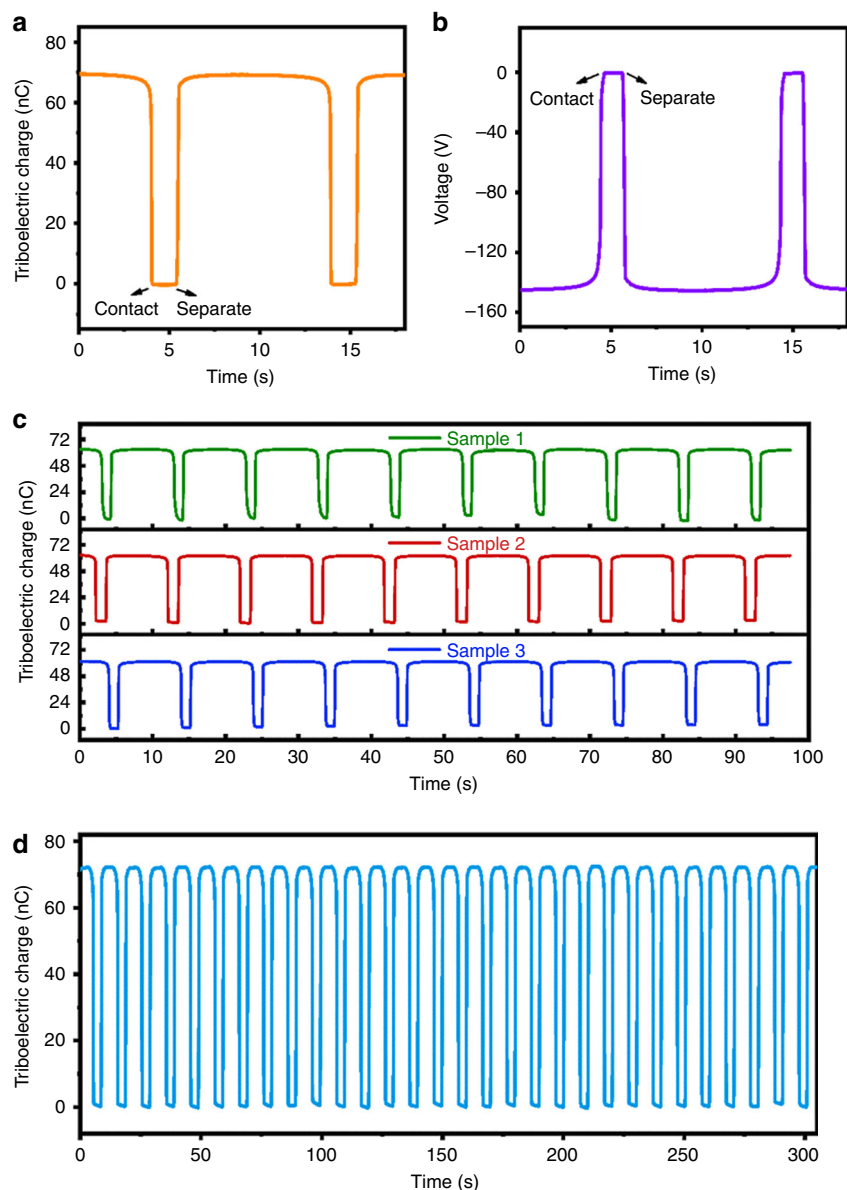 a
80
60
40
20
0
Triboelectric charge (nC)
Contact Separate
0 5 10 15
Time (s)
b
0
−40
−80
−120
−160
Voltage (V)
Contact Separate
0 5 10 15
Time (s)
c
Triboelectric charge (nC)
72
48
24
0
Sample 1
72
48
24
0
Sample 2
72
48
24
0
Sample 3
0 10 20 30 40 50 60 70 80 90 100
Time (s)
d
80
60
40
20
0
Triboelectric charge (nC)
0 50 100 150 200 250 300
Time (s)